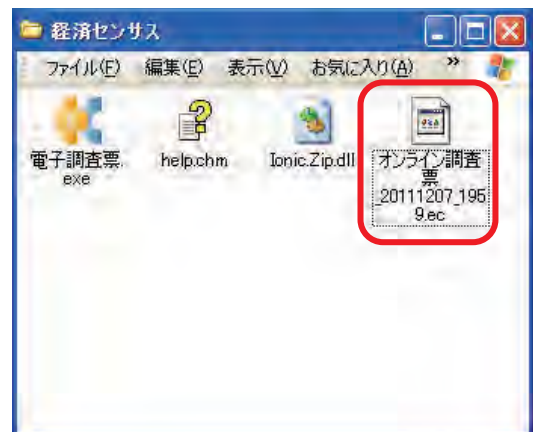 経済センサス
ファイル(F) 編集(E) 表示(V) お気に入り(A) »
電子調査票.
exe
help.chm
Ionic.Zip.dll
オンライン調査
票
_20111207_195
9.ec